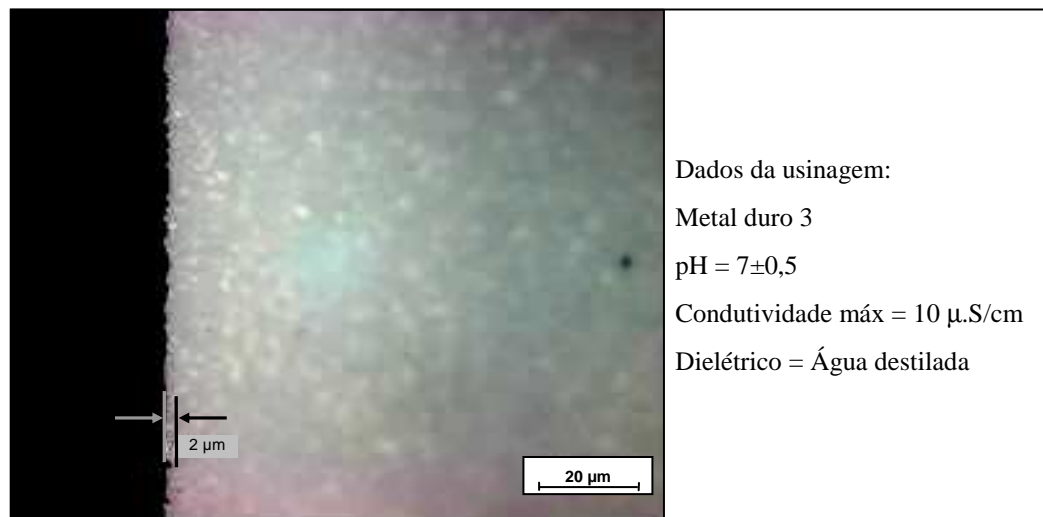 2 µm
20 µm
Dados da usinagem:
Metal duro 3
pH = 7±0,5
Condutividade máx = 10 µ.S/cm
Dielétrico = Água destilada